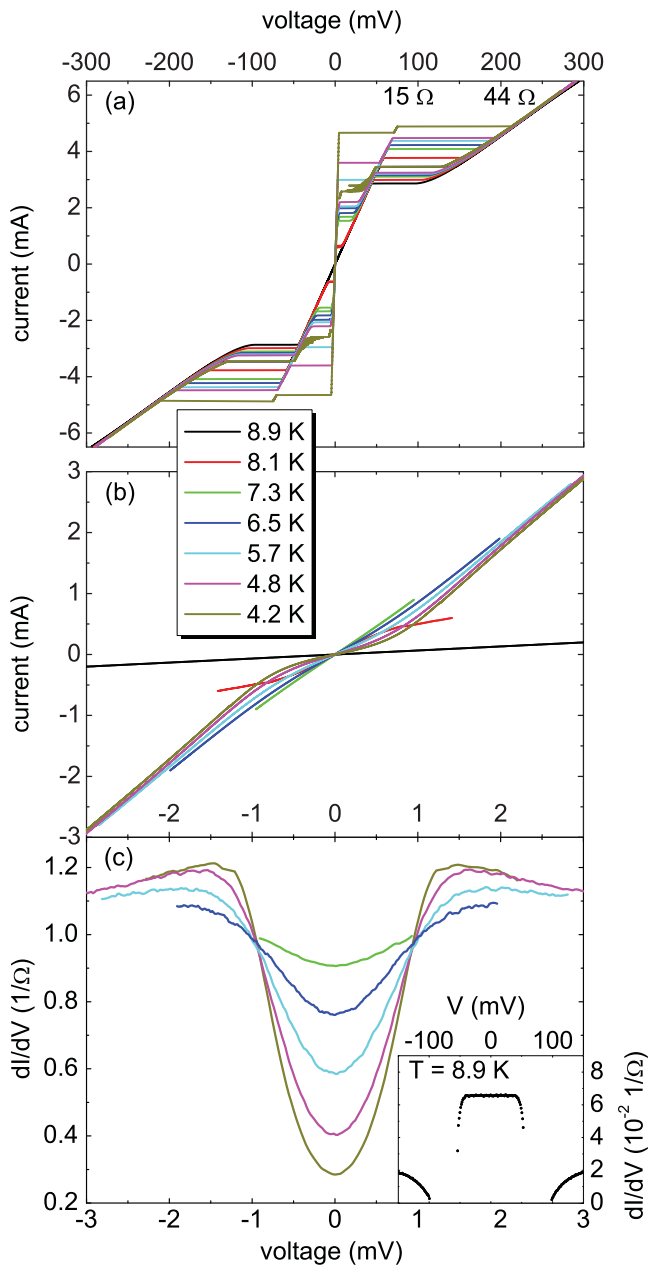 voltage (mV)
-300 -200 -100 0 100 200 300
(a) 15 Ω 44 Ω
6
4
2
0
-2
-4
-6
current (mA)
8.9 K
8.1 K
7.3 K
6.5 K
5.7 K
4.8 K
4.2 K
(b)
3
2
1
0
-1
-2
-3
current (mA)
-2 -1 0 1 2
(c)
1.2
1.0
0.8
0.6
0.4
0.2
dI/dV (1/Ω)
V (mV)
-100 0 100
T = 8.9 K
8
6
4
2
0
dI/dV (10⁻² 1/Ω)
-3 -2 -1 0 1 2 3
voltage (mV)